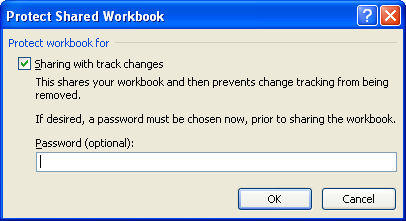 Protect Shared Workbook
Protect workbook for
Sharing with track changes
This shares your workbook and then prevents change tracking from being
removed.
If desired, a password must be chosen now, prior to sharing the workbook.
Password (optional):
OK Cancel